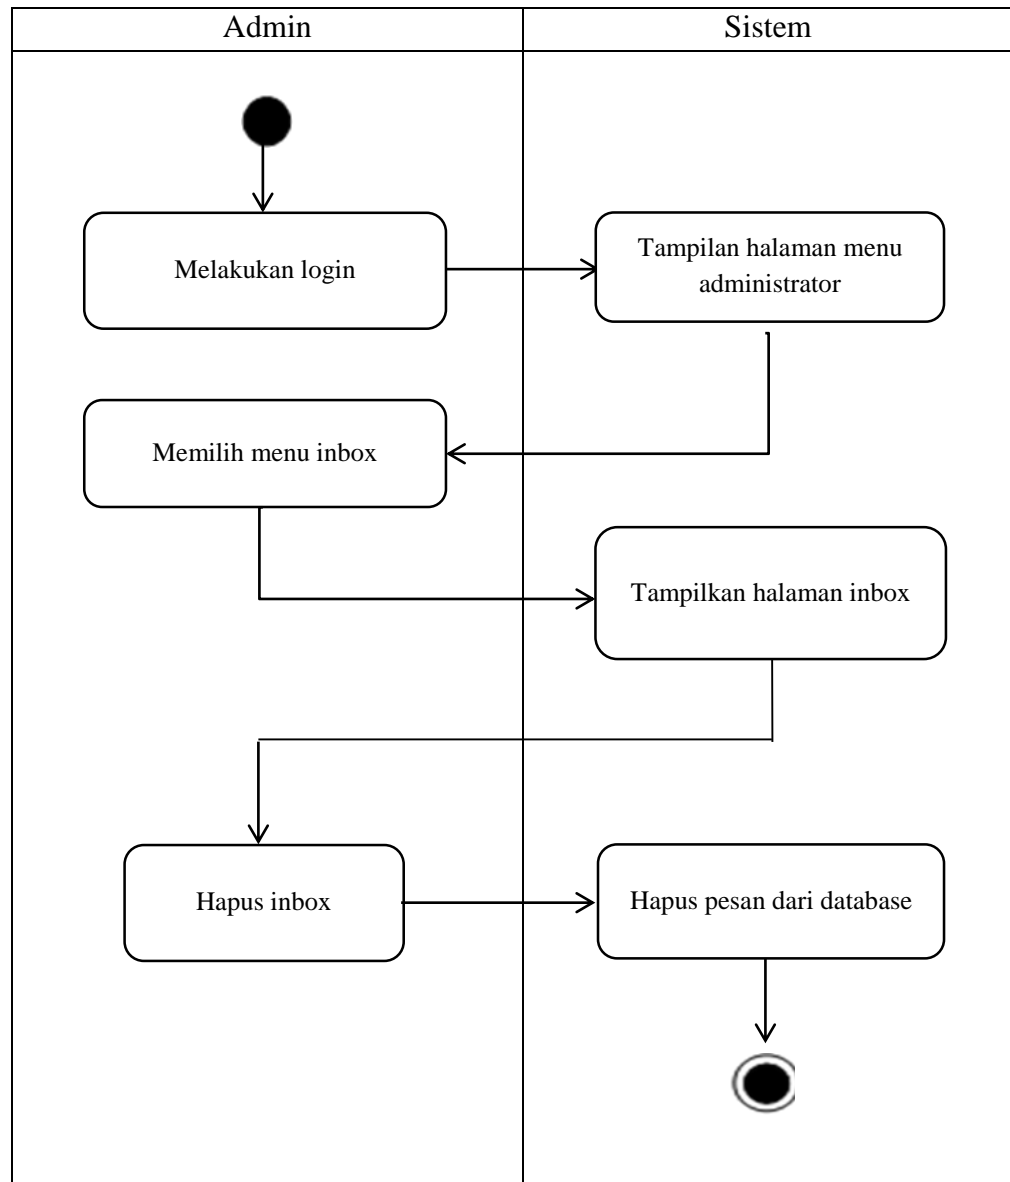 Admin
Sistem
Melakukan login
Tampilan halaman menu
administrator
Memilih menu inbox
Tampilkan halaman inbox
Hapus inbox
Hapus pesan dari database